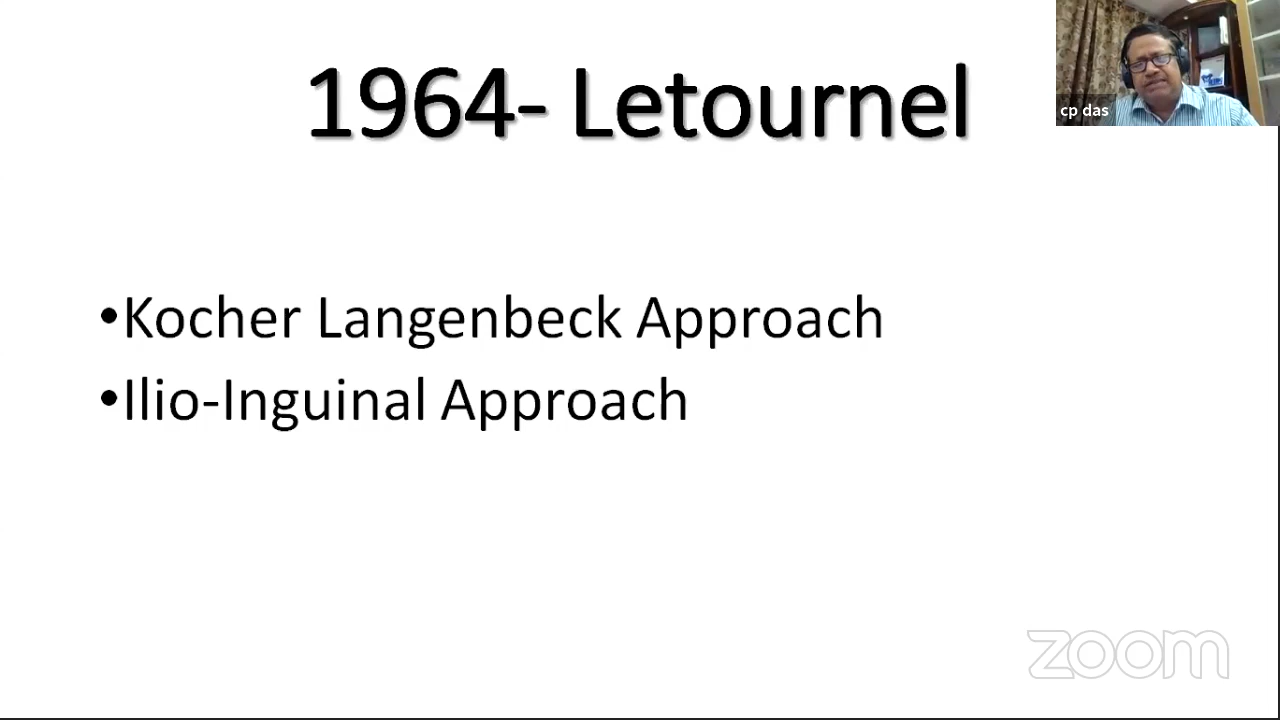 1964- Letournel
cp das
•Kocher Langenbeck Approach
•Ilio-Inguinal Approach
zoom